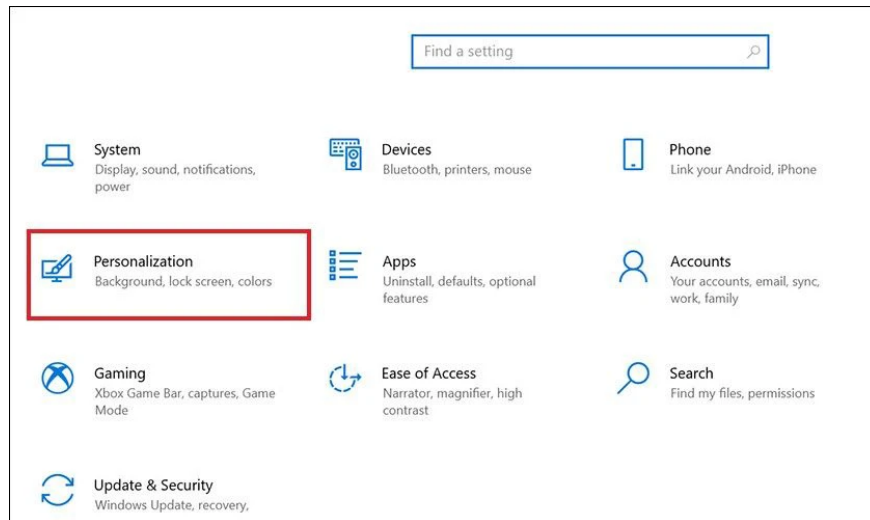 Find a setting
System
Display, sound, notifications,
power
Devices
Bluetooth, printers, mouse
Phone
Link your Android, iPhone
Personalization
Background, lock screen, colors
Apps
Uninstall, defaults, optional
features
Accounts
Your accounts, email, sync,
work, family
Gaming
Xbox Game Bar, captures, Game
Mode
Ease of Access
Narrator, magnifier, high
contrast
Search
Find my files, permissions
Update & Security
Windows Update, recovery,